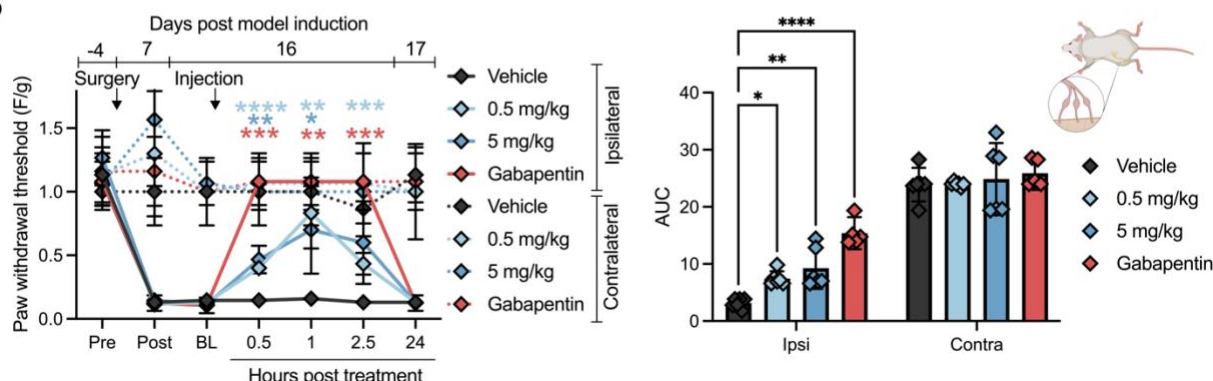 Days post model induction
-4 7 16 17
Surgery Injection
Paw withdrawal threshold (F/g)
1.5
1.0
0.5
0.0
**** ** ***
** *
*** ** ***
Pre Post BL 0.5 1 2.5 24
Hours post treatment
Vehicle
0.5 mg/kg
5 mg/kg
Gabapentin
Ipsilateral
Vehicle
0.5 mg/kg
5 mg/kg
Gabapentin
Contralateral
****
**
*
AUC
40
30
20
10
0
Ipsi Contra
Vehicle
0.5 mg/kg
5 mg/kg
Gabapentin